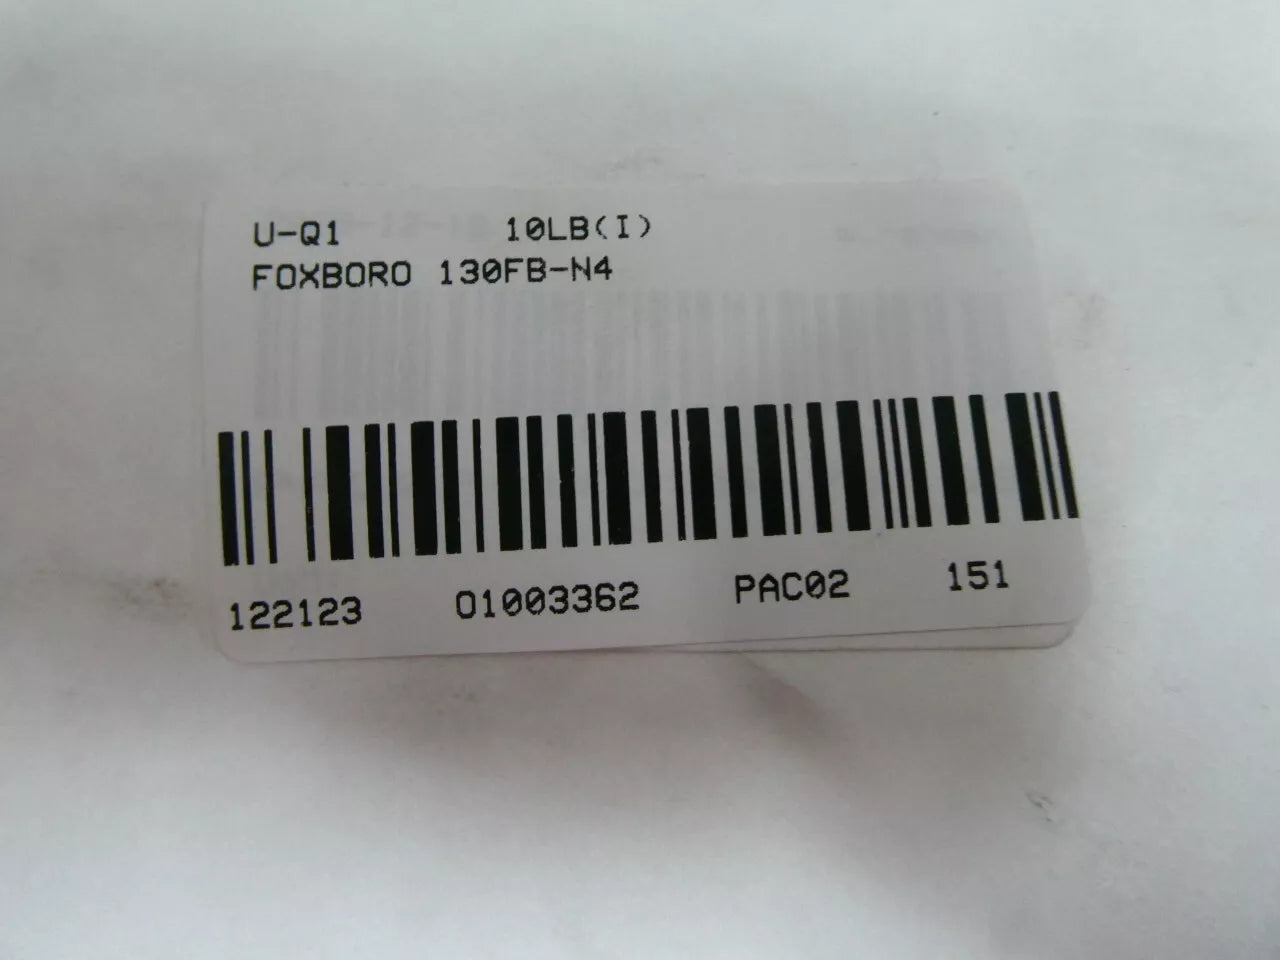 U-Q1 10LB(I)
FOXBORO 130FB-N4
122123 01003362 PAC02 151